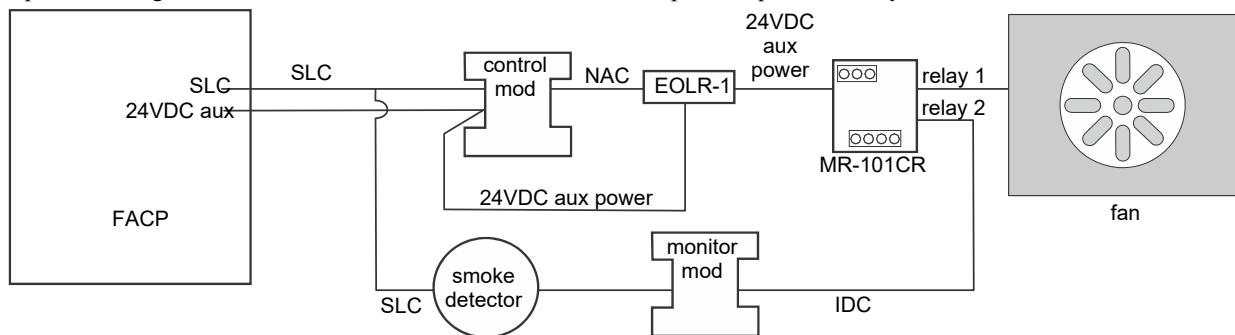 24VDC
aux
power
SLC
control
mod
NAC
EOLR-1
relay 1
SLC
24VDC aux
relay 2
MR-101CR
24VDC aux power
FACP
fan
monitor
mod
smoke
detector
SLC
IDC